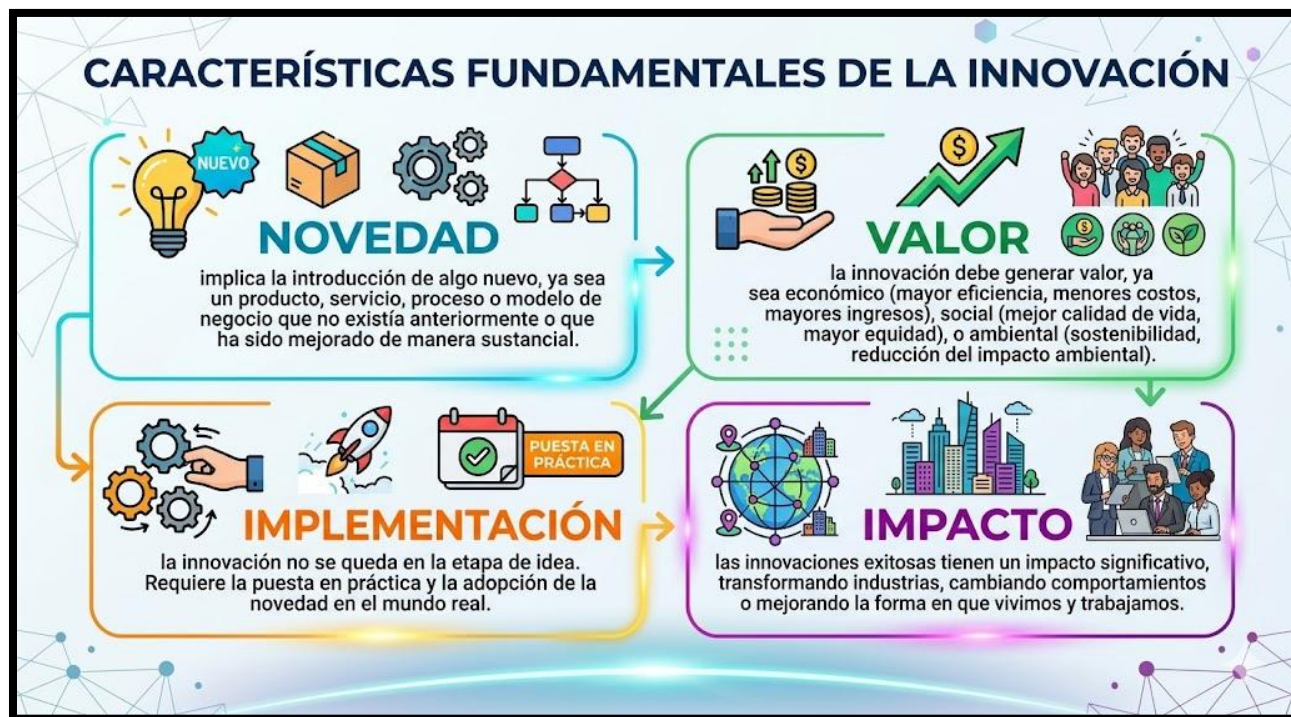 CARACTERÍSTICAS FUNDAMENTALES DE LA INNOVACIÓN
NUEVO
NOVEDAD
implica la introducción de algo nuevo, ya sea
un producto, servicio, proceso o modelo de
negocio que no existía anteriormente o que
ha sido mejorado de manera sustancial.
VALOR
la innovación debe generar valor, ya
sea económico (mayor eficiencia, menores costos,
mayores ingresos), social (mejor calidad de vida,
mayor equidad), o ambiental (sostenibilidad,
reducción del impacto ambiental).
PUESTA EN
PRÁCTICA
IMPLEMENTACIÓN
la innovación no se queda en la etapa de idea.
Requiere la puesta en práctica y la adopción de la
novedad en el mundo real.
IMPACTO
las innovaciones exitosas tienen un impacto significativo,
transformando industrias, cambiando comportamientos
o mejorando la forma en que vivimos y trabajamos.